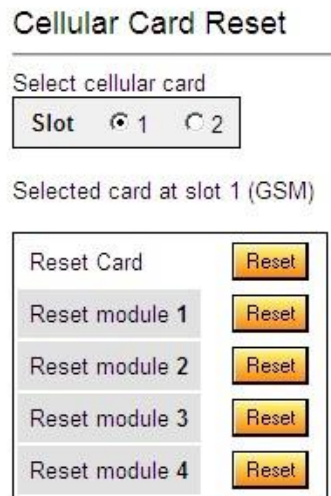 Cellular Card Reset
Select cellular card
Slot 1 2
Selected card at slot 1 (GSM)
Reset Card Reset
Reset module 1 Reset
Reset module 2 Reset
Reset module 3 Reset
Reset module 4 Reset